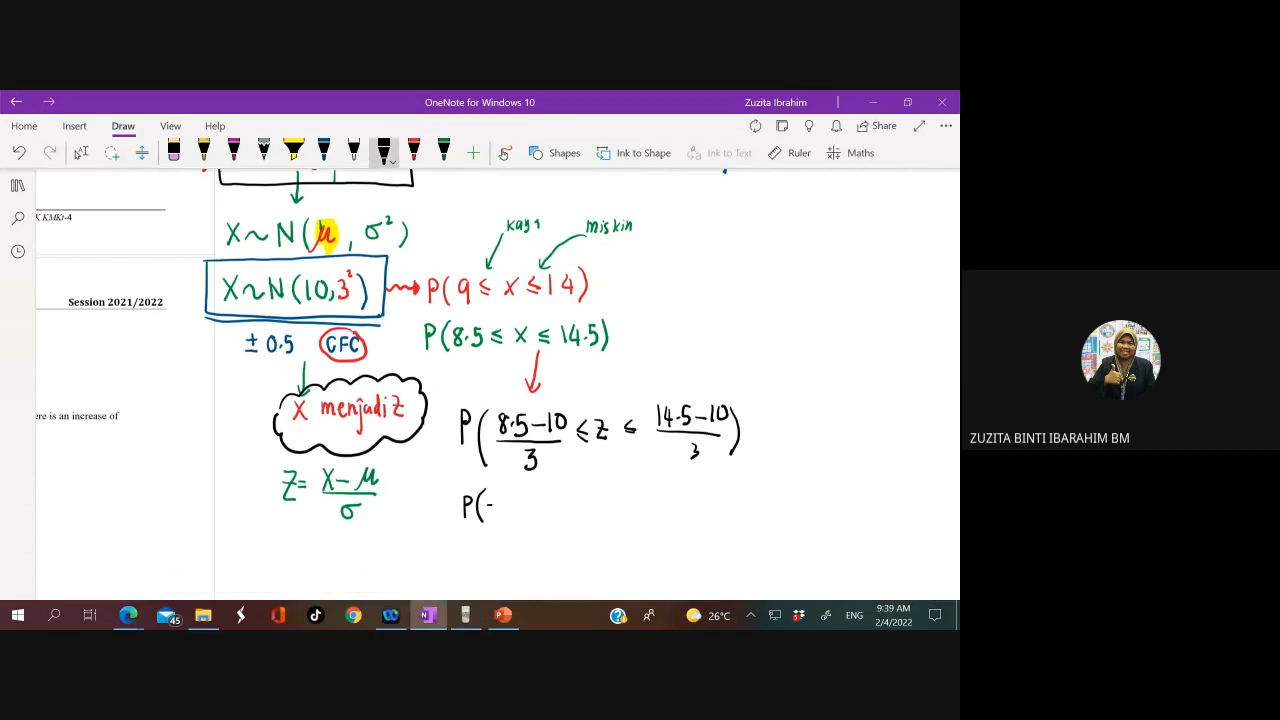 OneNote for Windows 10
Zuzita Ibrahim
Home Insert Draw View Help
Share
Shapes Ink to Shape Ink to Text Ruler Maths
K KMKt-4
X~N(μ, σ²)
miskin
Session 2021/2022
X~N(10,3²) P(9 ≤ x ≤ 14)
± 0.5 CFC P(8.5 ≤ x ≤ 14.5)
ere is an increase of
X menjadi Z
P(8.5-10/3 ≤ Z ≤ 14.5-10/3)
Z= X-μ/σ
P(-
ZUZITA BINTI IBARAHIM BM
45
26°C
ENG
9:39 AM
2/4/2022